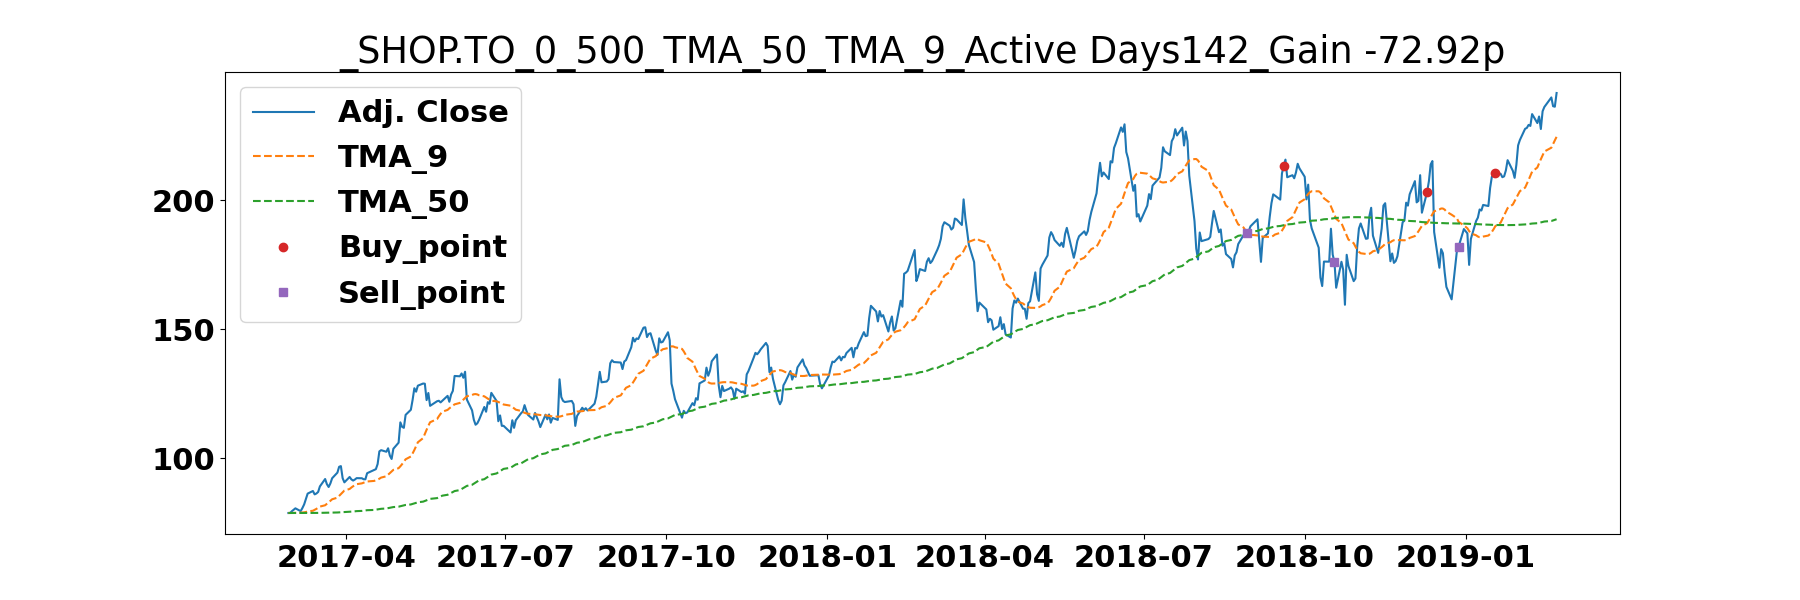 _SHOP.TO_0_500_TMA_50_TMA_9_Active Days142_Gain -72.92p
Adj. Close
TMA_9
TMA_50
Buy_point
Sell_point
200
150
100
2017-04 2017-07 2017-10 2018-01 2018-04 2018-07 2018-10 2019-01